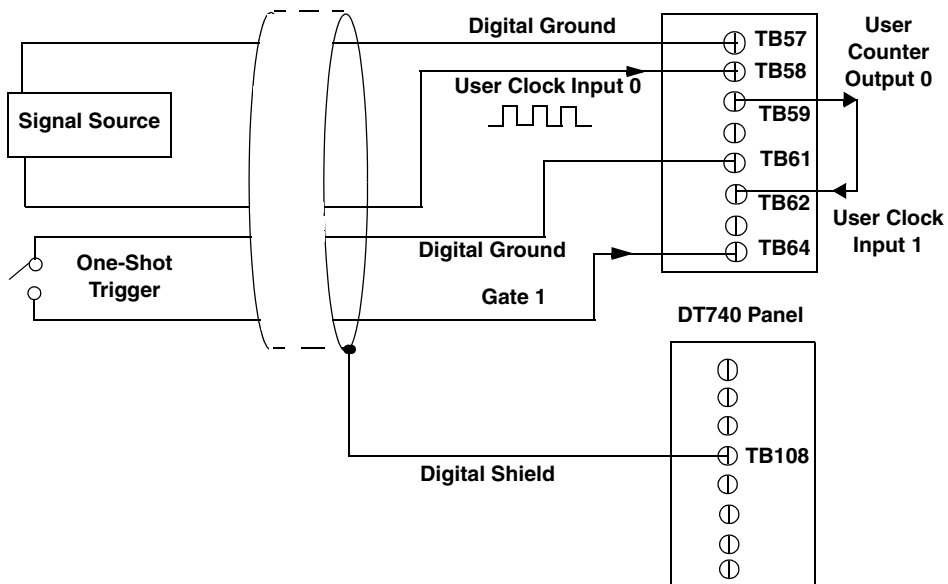 Digital Ground
TB57
User
Counter
Output 0
TB58
User Clock Input 0
Signal Source
TB59
TB61
TB62
User Clock
Input 1
Digital Ground
TB64
One-Shot
Trigger
Gate 1
DT740 Panel
TB108
Digital Shield